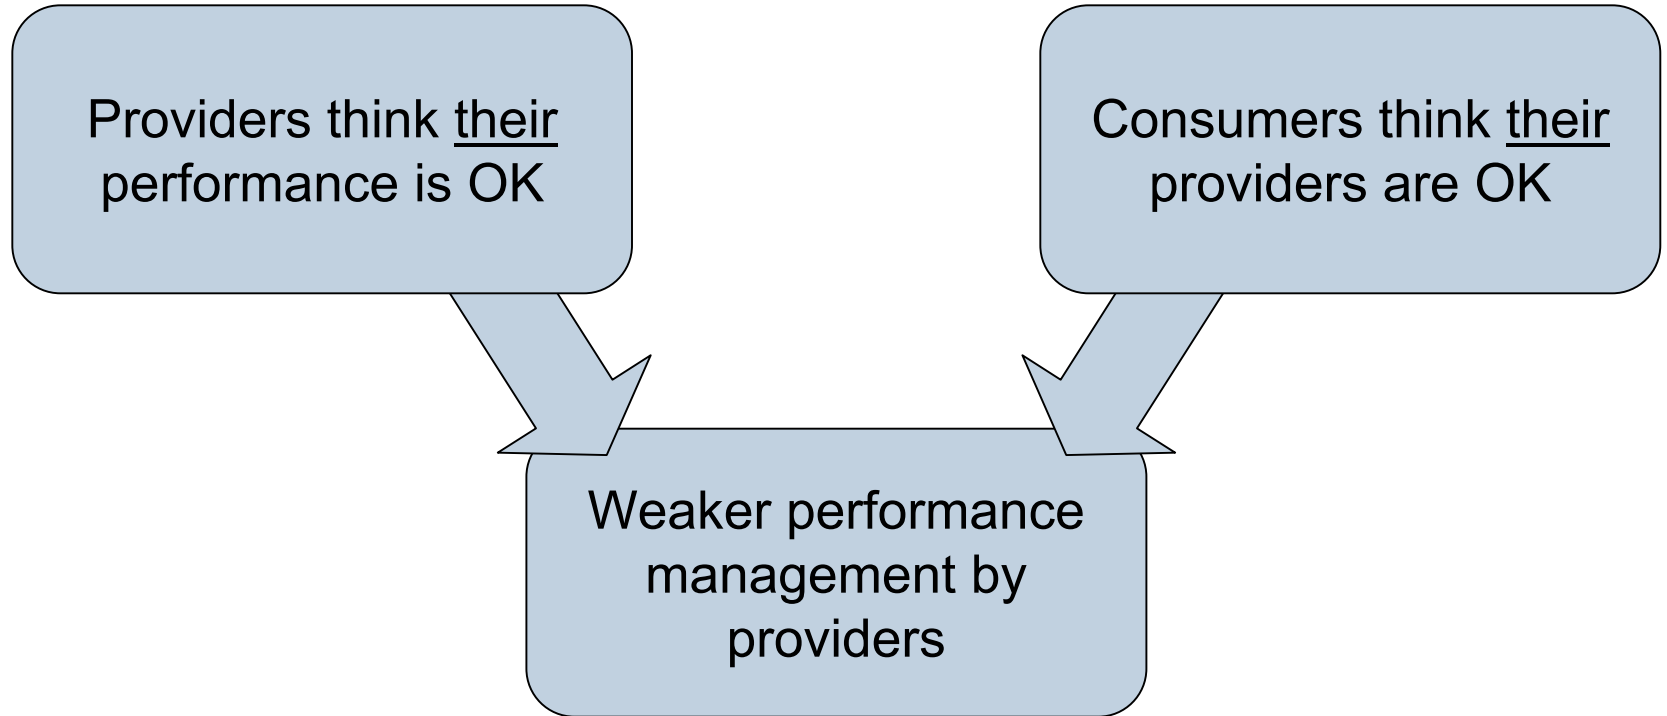 Providers think their
performance is OK
Consumers think their
providers are OK
Weaker performance
management by
providers